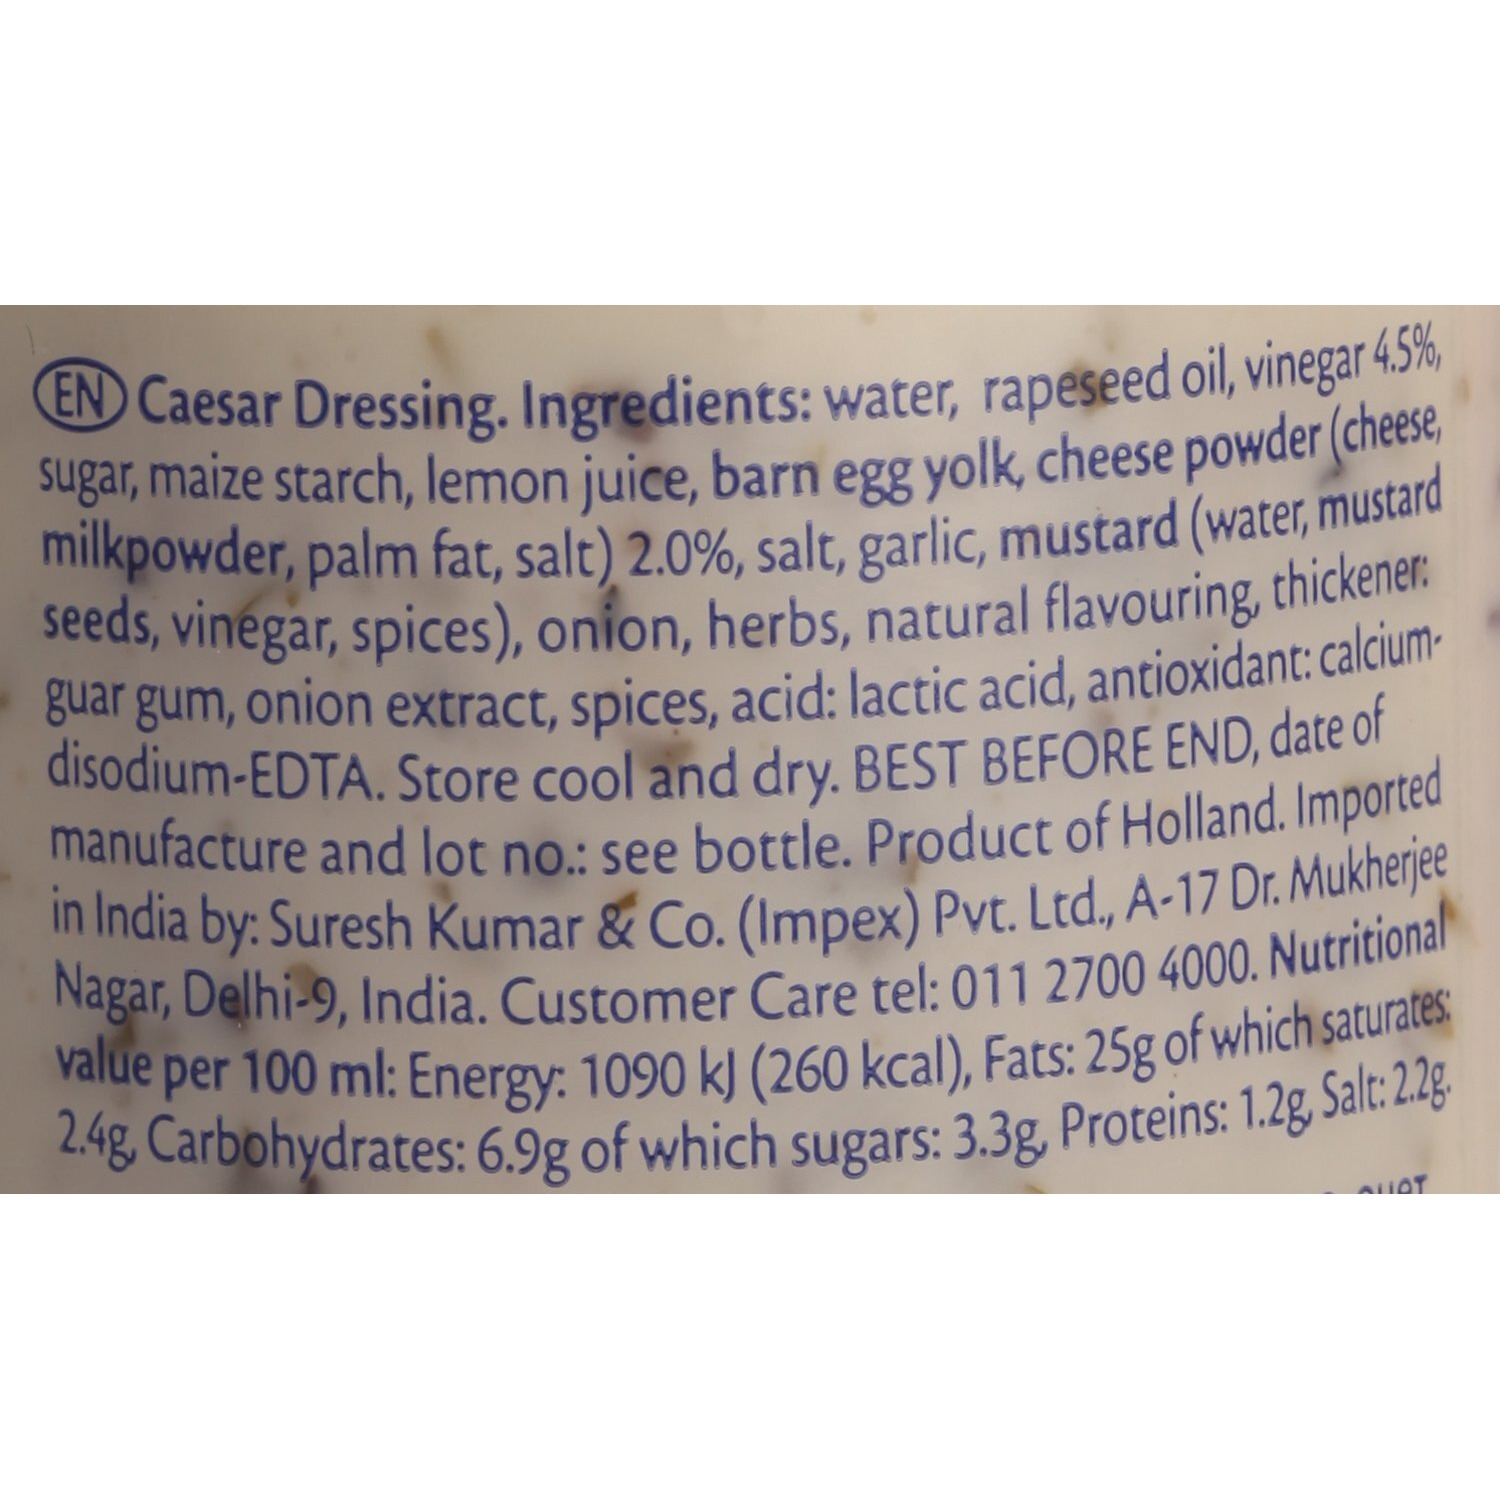 EN Caesar Dressing. Ingredients: water, rapeseed oil, vinegar 4.5%,
sugar, maize starch, lemon juice, barn egg yolk, cheese powder (cheese,
milkpowder, palm fat, salt) 2.0%, salt, garlic, mustard (water, mustard
seeds, vinegar, spices), onion, herbs, natural flavouring, thickener:
guar gum, onion extract, spices, acid: lactic acid, antioxidant: calcium-
disodium-EDTA. Store cool and dry. BEST BEFORE END, date of
manufacture and lot no.: see bottle. Product of Holland. Imported
in India by: Suresh Kumar & Co. (Impex) Pvt. Ltd., A-17 Dr. Mukherjee
Nagar, Delhi-9, India. Customer Care tel: 011 2700 4000. Nutritional
value per 100 ml: Energy: 1090 kJ (260 kcal), Fats: 25g of which saturates:
2.4g, Carbohydrates: 6.9g of which sugars: 3.3g, Proteins: 1.2g, Salt: 2.2g.